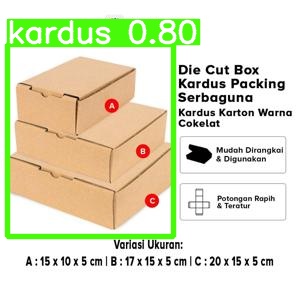 kardus 0.80
Die Cut Box
Kardus Packing
Serbaguna
Kardus Karton Warna
Cokelat
A
B
C
Mudah Dirangkai
& Digunakan
Potongan Rapih
& Teratur
Variasi Ukuran:
A : 15 x 10 x 5 cm | B : 17 x 15 x 5 cm | C : 20 x 15 x 5 cm